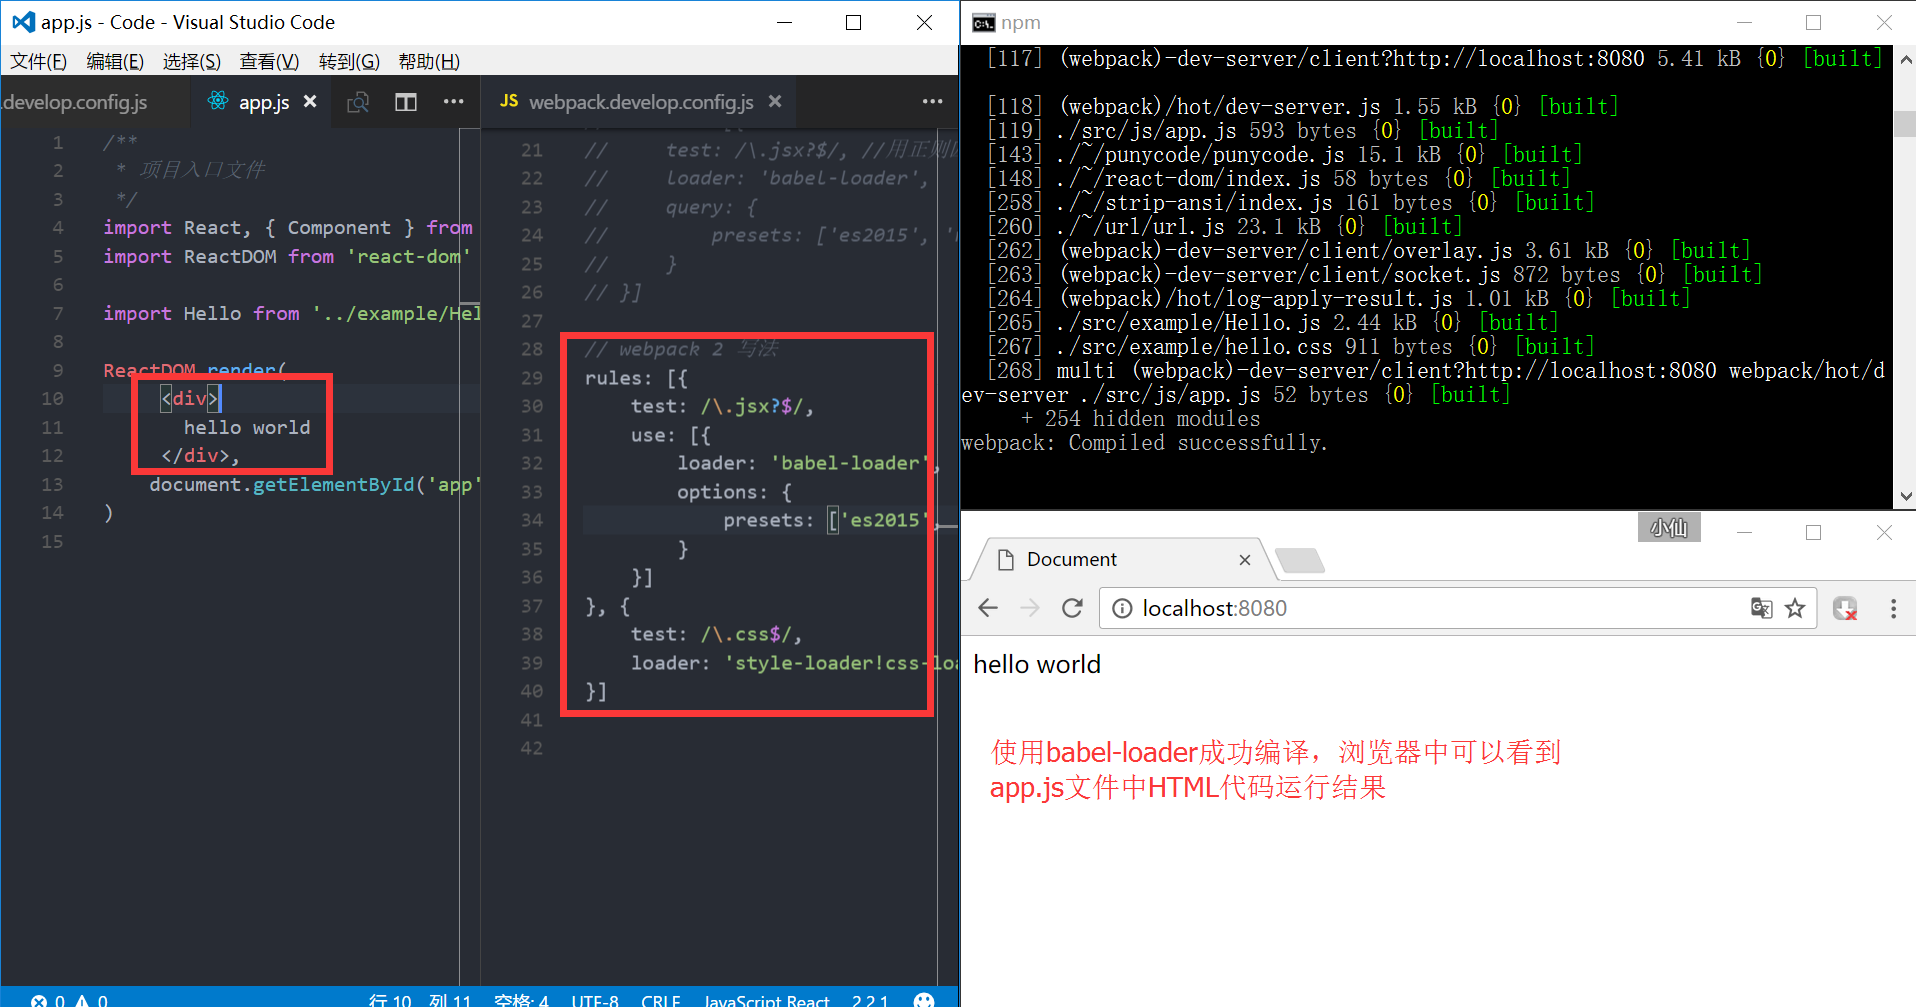 app.js - Code - Visual Studio Code
文件(F) 编辑(E) 选择(S) 查看(V) 转到(G) 帮助(H)
.develop.config.js app.js
1 /**
2 * 项目入口文件
3 */
4 import React, { Component } from
5 import ReactDOM from 'react-dom'
6
7 import Hello from '../example/Hel
8
9 ReactDOM.render(
10 <div>
11 hello world
12 </div>,
13 document.getElementById('app'
14 )
15
JS webpack.develop.config.js
21 // test: /\.jsx?$/, //用正则
22 // loader: 'babel-loader',
23 // query: {
24 // presets: ['es2015', '
25 // }
26 // }]
27
28 // webpack 2 写法
29 rules: [{
30 test: /\.jsx?$/,
31 use: [{
32 loader: 'babel-loader',
33 options: {
34 presets: ['es2015',
35 }
36 }]
37 }, {
38 test: /\.css$/,
39 loader: 'style-loader!css-loa
40 }]
41
42
0 0 行 10 列 11 空格: 4 UTF-8 CRLF JavaScript React 2.2.1
npm
[117] (webpack)-dev-server/client?http://localhost:8080 5.41 kB {0} [built]
[118] (webpack)/hot/dev-server.js 1.55 kB {0} [built]
[119] ./src/js/app.js 593 bytes {0} [built]
[143] ./~/punycode/punycode.js 15.1 kB {0} [built]
[148] ./~/react-dom/index.js 58 bytes {0} [built]
[258] ./~/strip-ansi/index.js 161 bytes {0} [built]
[260] ./~/url/url.js 23.1 kB {0} [built]
[262] (webpack)-dev-server/client/overlay.js 3.61 kB {0} [built]
[263] (webpack)-dev-server/client/socket.js 872 bytes {0} [built]
[264] (webpack)/hot/log-apply-result.js 1.01 kB {0} [built]
[265] ./src/example/Hello.js 2.44 kB {0} [built]
[267] ./src/example/hello.css 911 bytes {0} [built]
[268] multi (webpack)-dev-server/client?http://localhost:8080 webpack/hot/d
ev-server ./src/js/app.js 52 bytes {0} [built]
+ 254 hidden modules
webpack: Compiled successfully.
小仙
Document
localhost:8080
hello world
使用babel-loader成功编译，浏览器中可以看到
app.js文件中HTML代码运行结果